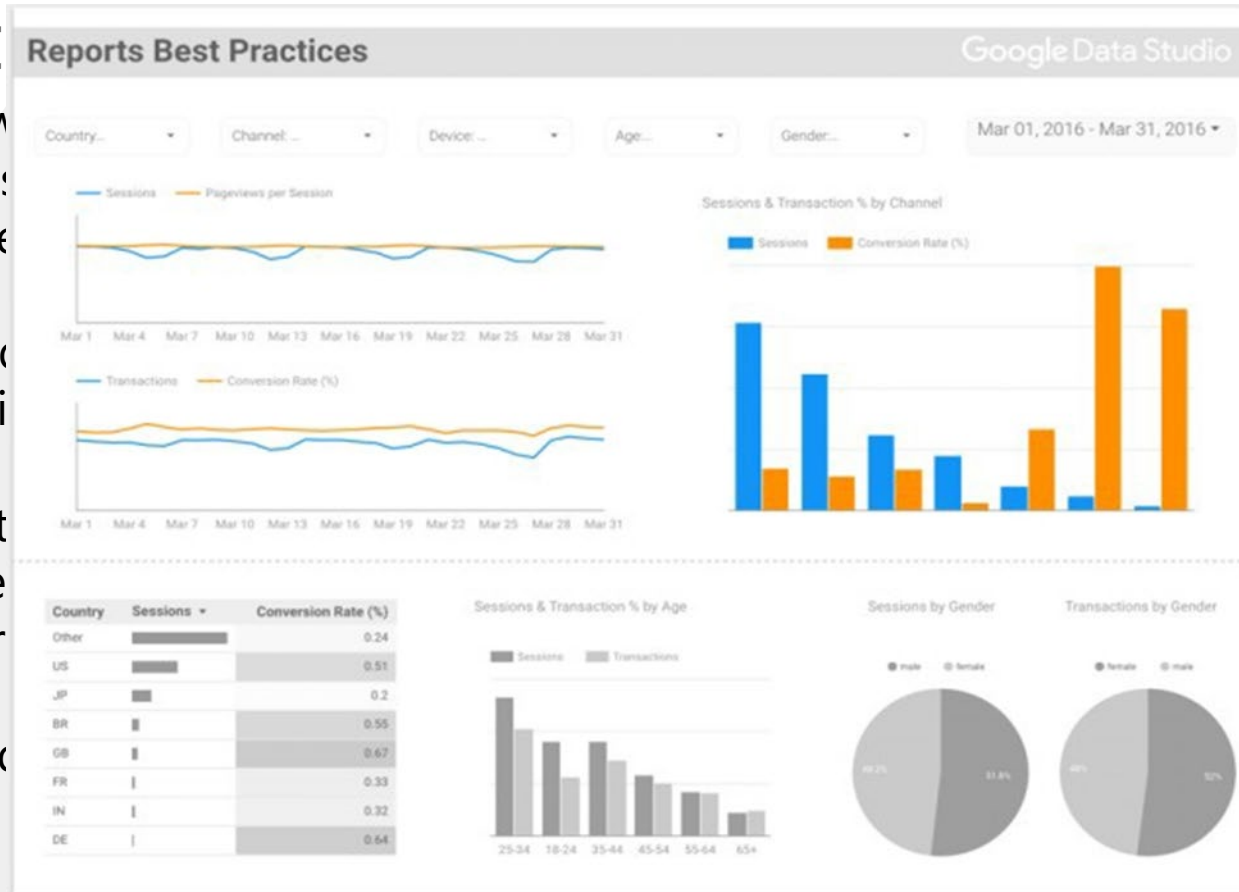 Reports Best Practices
Google Data Studio
Country...
Channel: ...
Device: ...
Age:...
Gender:...
Mar 01, 2016 - Mar 31, 2016
Sessions Pageviews per Session
Mar 1 Mar 4 Mar 7 Mar 10 Mar 13 Mar 16 Mar 19 Mar 22 Mar 25 Mar 28 Mar 31
Transactions Conversion Rate (%)
Mar 1 Mar 4 Mar 7 Mar 10 Mar 13 Mar 16 Mar 19 Mar 22 Mar 25 Mar 28 Mar 31
Sessions & Transaction % by Channel
Sessions Conversion Rate (%)
Country Sessions Conversion Rate (%)
Other 0.24
US 0.51
JP 0.2
BR 0.55
GB 0.67
FR 0.33
IN 0.32
DE 0.64
Sessions & Transaction % by Age
Sessions Transactions
25-34 18-24 35-44 45-54 55-64 65+
Sessions by Gender
male female
51.8%
Transactions by Gender
female male
48% 52%